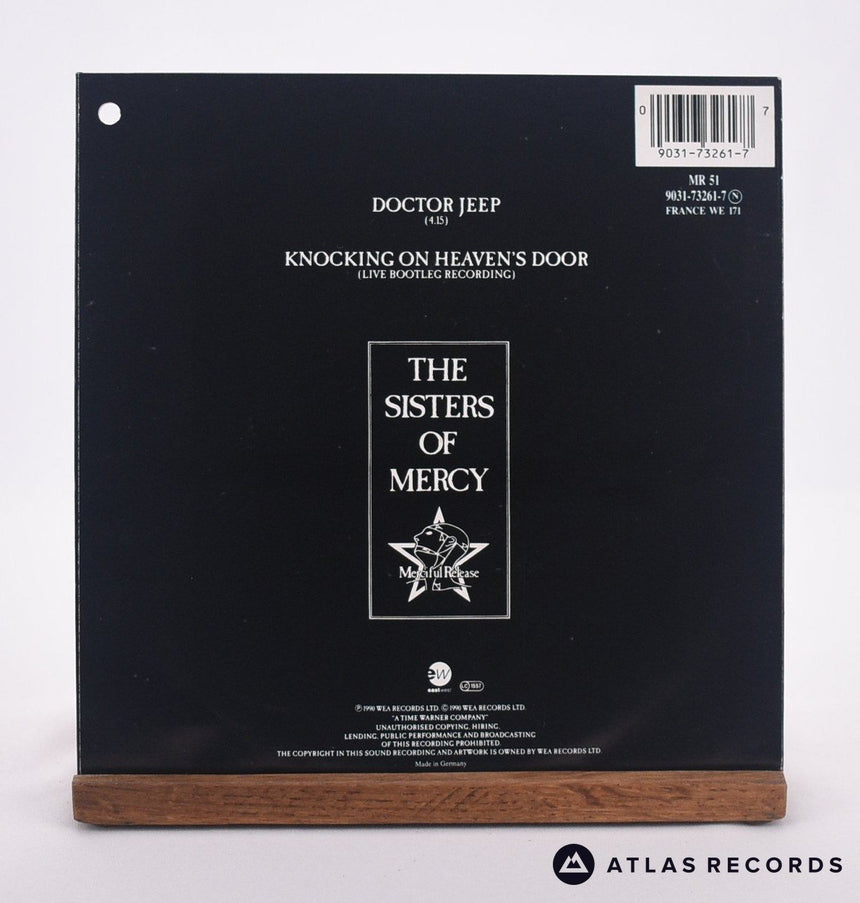 0 7
9031-73261-7
MR 51
9031-73261-7 Ⓝ
FRANCE WE 171
DOCTOR JEEP
(4.15)
KNOCKING ON HEAVEN'S DOOR
(LIVE BOOTLEG RECORDING)
THE
SISTERS
OF
MERCY
Merciful Release
ew
eastwest
LC 1557
Ⓟ 1990 WEA RECORDS LTD. © 1990 WEA RECORDS LTD.
"A TIME WARNER COMPANY"
UNAUTHORISED COPYING, HIRING,
LENDING, PUBLIC PERFORMANCE AND BROADCASTING
OF THIS RECORDING PROHIBITED.
THE COPYRIGHT IN THIS SOUND RECORDING AND ARTWORK IS OWNED BY WEA RECORDS LTD.
Made in Germany
ATLAS RECORDS